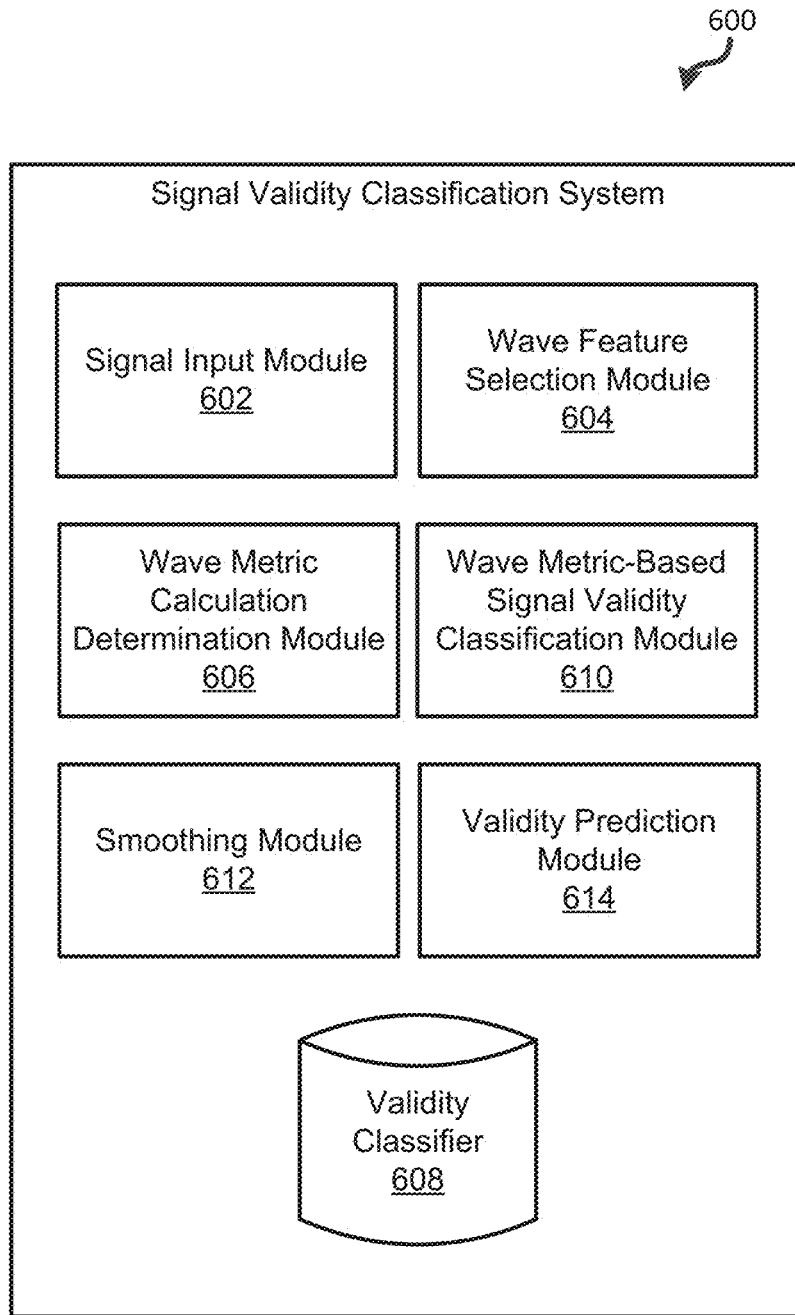 600
Signal Validity Classification System
Signal Input Module
602
Wave Feature
Selection Module
604
Wave Metric
Calculation
Determination Module
606
Wave Metric-Based
Signal Validity
Classification Module
610
Smoothing Module
612
Validity Prediction
Module
614
Validity
Classifier
608